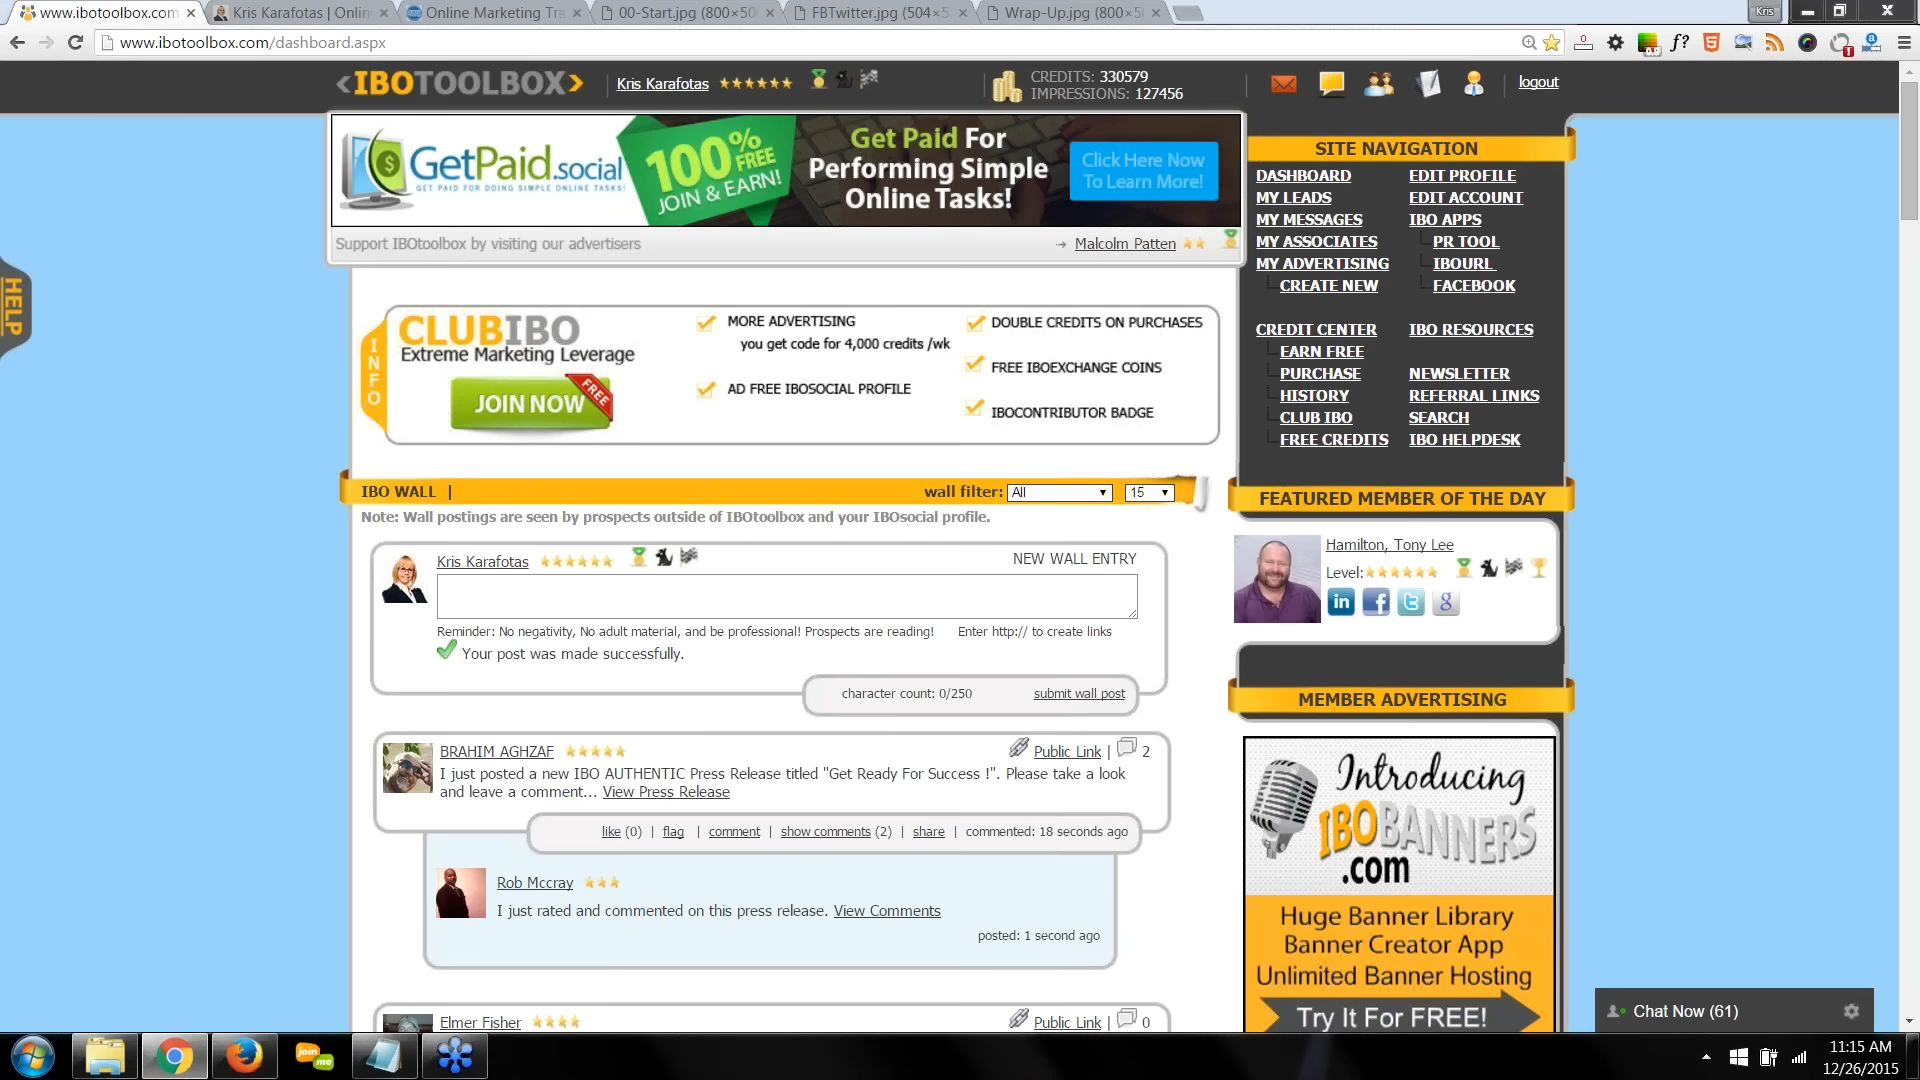 www.ibotoolbox.com
Kris Karafotas | Onlin
Online Marketing Tra
00-Start.jpg (800×50
FBTwitter.jpg (504×5
Wrap-Up.jpg (800×5
Kris
www.ibotoolbox.com/dashboard.aspx
<IBOTOOLBOX>
Kris Karafotas
CREDITS: 330579
IMPRESSIONS: 127456
logout
GetPaid.social
GET PAID FOR DOING SIMPLE ONLINE TASKS!
100% FREE
JOIN & EARN!
Get Paid For
Performing Simple
Online Tasks!
Click Here Now
To Learn More!
Support IBOtoolbox by visiting our advertisers
Malcolm Patten
HELP
SITE NAVIGATION
DASHBOARD
EDIT PROFILE
MY LEADS
EDIT ACCOUNT
MY MESSAGES
IBO APPS
MY ASSOCIATES
PR TOOL
MY ADVERTISING
IBOURL
CREATE NEW
FACEBOOK
CREDIT CENTER
IBO RESOURCES
EARN FREE
PURCHASE
NEWSLETTER
HISTORY
REFERRAL LINKS
CLUB IBO
SEARCH
FREE CREDITS
IBO HELPDESK
INFO
CLUBIBO
Extreme Marketing Leverage
JOIN NOW
FREE
MORE ADVERTISING
you get code for 4,000 credits /wk
AD FREE IBOSOCIAL PROFILE
DOUBLE CREDITS ON PURCHASES
FREE IBOEXCHANGE COINS
IBOCONTRIBUTOR BADGE
IBO WALL |
wall filter: All 15
Note: Wall postings are seen by prospects outside of IBOtoolbox and your IBOsocial profile.
Kris Karafotas
NEW WALL ENTRY
Reminder: No negativity, No adult material, and be professional! Prospects are reading! Enter http:// to create links
Your post was made successfully.
character count: 0/250 submit wall post
FEATURED MEMBER OF THE DAY
Hamilton, Tony Lee
Level:
MEMBER ADVERTISING
Introducing
IBOBANNERS
.com
Huge Banner Library
Banner Creator App
Unlimited Banner Hosting
Try It For FREE!
BRAHIM AGHZAF
Public Link | 2
I just posted a new IBO AUTHENTIC Press Release titled "Get Ready For Success !". Please take a look
and leave a comment... View Press Release
like (0) | flag | comment | show comments (2) | share | commented: 18 seconds ago
Rob Mccray
I just rated and commented on this press release. View Comments
posted: 1 second ago
Elmer Fisher
Public Link | 0
Chat Now (61)
join me
11:15 AM
12/26/2015